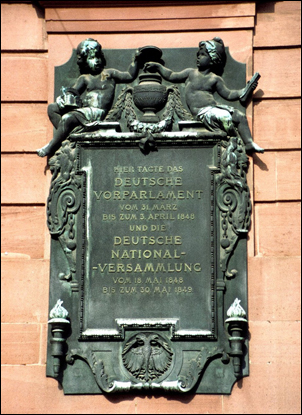 HIER TAGTE DAS
DEUTSCHE
VORPARLAMENT
VOM 31. MÄRZ
BIS ZUM 3. APRIL 1848
UND DIE
DEUTSCHE
NATIONAL-
-VERSAMMLUNG
VOM 18 MAI 1848
BIS ZUM 30 MAI 1849